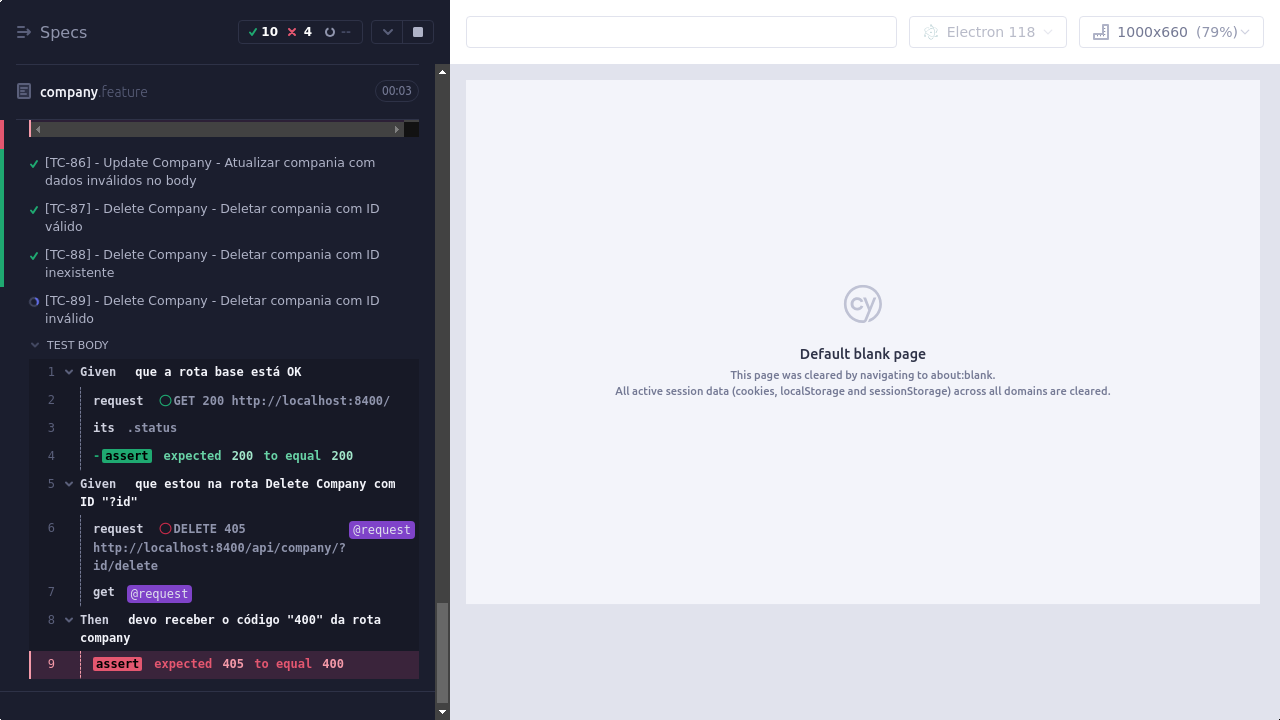 Specs
10 4 --
company.feature 00:03
[TC-86] - Update Company - Atualizar compania com
dados inválidos no body
[TC-87] - Delete Company - Deletar compania com ID
válido
[TC-88] - Delete Company - Deletar compania com ID
inexistente
[TC-89] - Delete Company - Deletar compania com ID
inválido
TEST BODY
1 Given que a rota base está OK
2 request GET 200 http://localhost:8400/
3 its .status
4 -assert expected 200 to equal 200
5 Given que estou na rota Delete Company com
ID "?id"
6 request DELETE 405 @request
http://localhost:8400/api/company/?
id/delete
7 get @request
8 Then devo receber o código "400" da rota
company
9 assert expected 405 to equal 400
Electron 118
1000x660 (79%)
cy
Default blank page
This page was cleared by navigating to about:blank.
All active session data (cookies, localStorage and sessionStorage) across all domains are cleared.